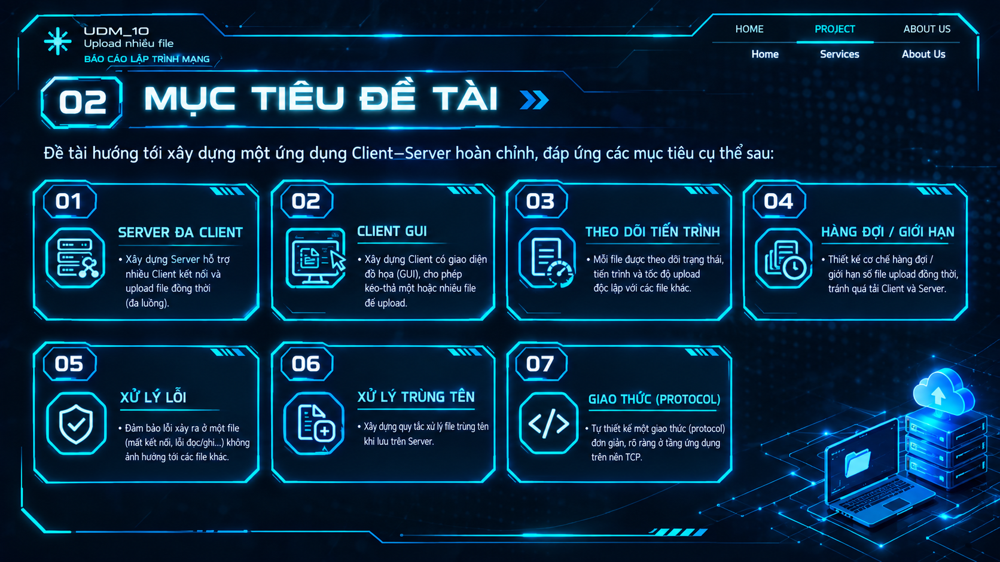 UDM_10
Upload nhiều file
BÁO CÁO LẬP TRÌNH MẠNG
HOME PROJECT ABOUT US
Home Services About Us
02 MỤC TIÊU ĐỀ TÀI
Đề tài hướng tới xây dựng một ứng dụng Client–Server hoàn chỉnh, đáp ứng các mục tiêu cụ thể sau:
01
SERVER ĐA CLIENT
• Xây dựng Server hỗ trợ
nhiều Client kết nối và
upload file đồng thời
(đa luồng).
02
CLIENT GUI
• Xây dựng Client có giao diện
đồ họa (GUI), cho phép
kéo-thả một hoặc nhiều file
để upload.
03
THEO DÕI TIẾN TRÌNH
• Mỗi file được theo dõi trạng thái,
tiến trình và tốc độ upload
độc lập với các file khác.
04
HÀNG ĐỢI / GIỚI HẠN
• Thiết kế cơ chế hàng đợi /
giới hạn số file upload đồng thời,
tránh quá tải Client và Server.
05
XỬ LÝ LỖI
• Đảm bảo lỗi xảy ra ở một file
(mất kết nối, lỗi đọc/ghi...) không
ảnh hưởng tới các file khác.
06
XỬ LÝ TRÙNG TÊN
• Xây dựng quy tắc xử lý file trùng tên
khi lưu trên Server.
07
GIAO THỨC (PROTOCOL)
• Tự thiết kế một giao thức (protocol)
đơn giản, rõ ràng ở tầng ứng dụng
trên nền TCP.